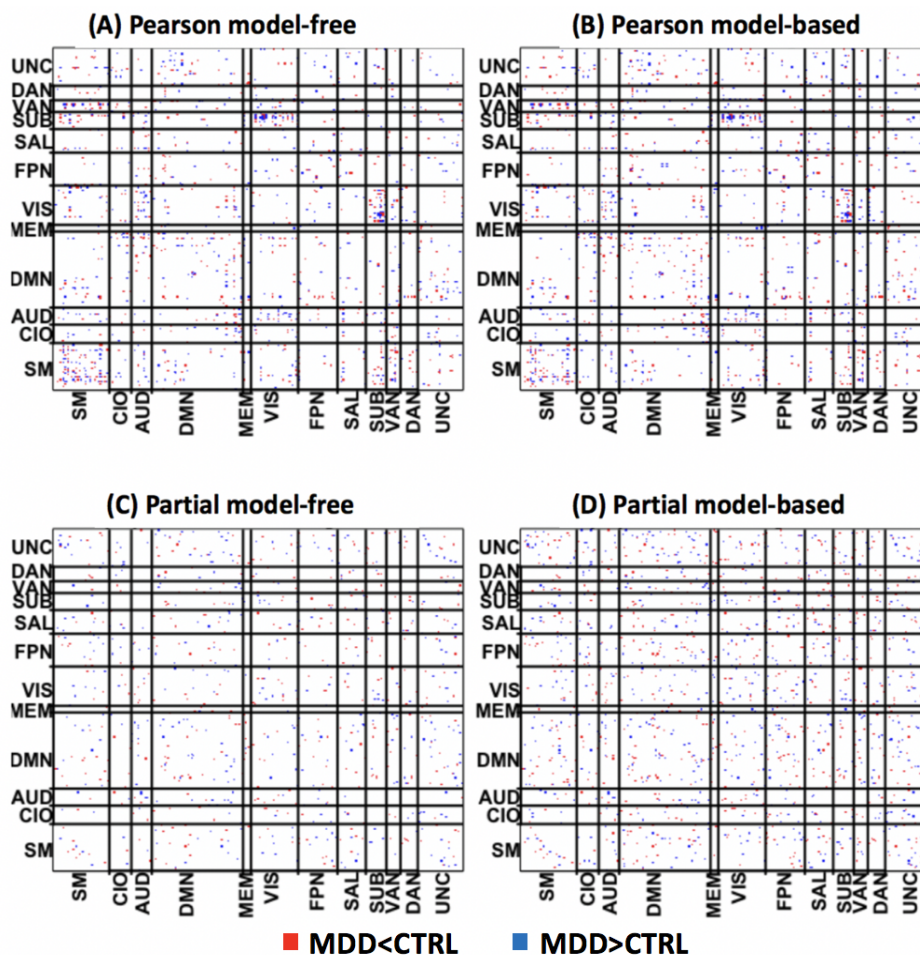 (A) Pearson model-free
(B) Pearson model-based
UNC
DAN
VAN
SUB
SAL
FPN
VIS
MEM
DMN
AUD
CIO
SM
SM CIO AUD DMN MEM VIS FPN SAL SUB VAN DAN UNC
UNC
DAN
VAN
SUB
SAL
FPN
VIS
MEM
DMN
AUD
CIO
SM
SM CIO AUD DMN MEM VIS FPN SAL SUB VAN DAN UNC
(C) Partial model-free
(D) Partial model-based
UNC
DAN
VAN
SUB
SAL
FPN
VIS
MEM
DMN
AUD
CIO
SM
SM CIO AUD DMN MEM VIS FPN SAL SUB VAN DAN UNC
UNC
DAN
VAN
SUB
SAL
FPN
VIS
MEM
DMN
AUD
CIO
SM
SM CIO AUD DMN MEM VIS FPN SAL SUB VAN DAN UNC
MDD<CTRL
MDD>CTRL